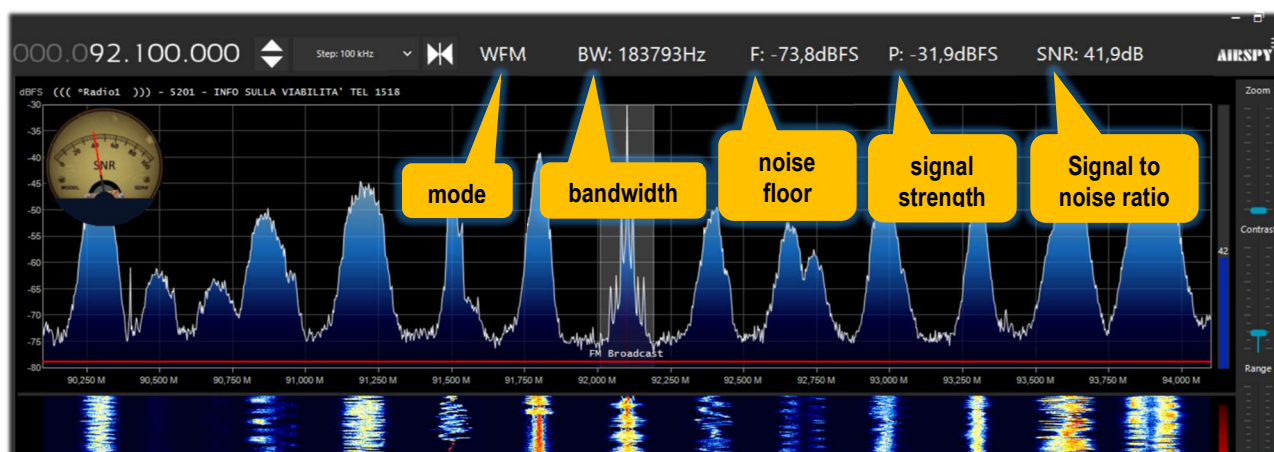 000.092.100.000 Step: 100 kHz WFM BW: 183793Hz F: -73,8dBFS P: -31,9dBFS SNR: 41,9dB AIRSPY
dBFS ((( °Radio1 ))) - 5201 - INFO SULLA VIABILITA' TEL 1518
Zoom
-30
-35
-40
-45
-50
-55
-60
-65
-70
-75
-80
SNR
MODEL
mode
bandwidth
noise
floor
signal
strength
Signal to
noise ratio
Contrast
42
FM Broadcast
Range
90,250 M 90,500 M 90,750 M 91,000 M 91,250 M 91,500 M 91,750 M 92,000 M 92,250 M 92,500 M 92,750 M 93,000 M 93,250 M 93,500 M 93,750 M 94,000 M